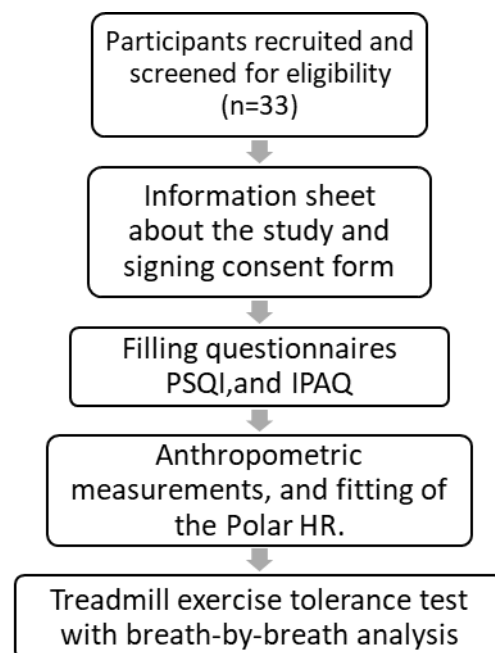 Participants recruited and
screened for eligibility
(n=33)
Information sheet
about the study and
signing consent form
Filling questionnaires
PSQI,and IPAQ
Anthropometric
measurements, and fitting of
the Polar HR.
Treadmill exercise tolerance test
with breath-by-breath analysis